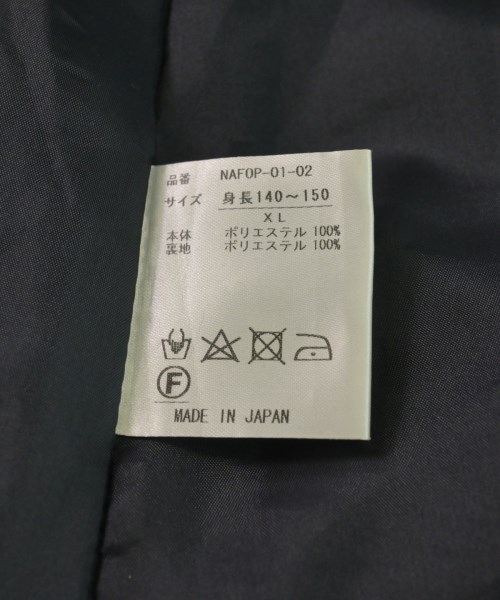 品番 NAFOP-01-02
サイズ 身長140～150
XL
本体 ポリエステル 100%
裏地 ポリエステル 100%
F
MADE IN JAPAN